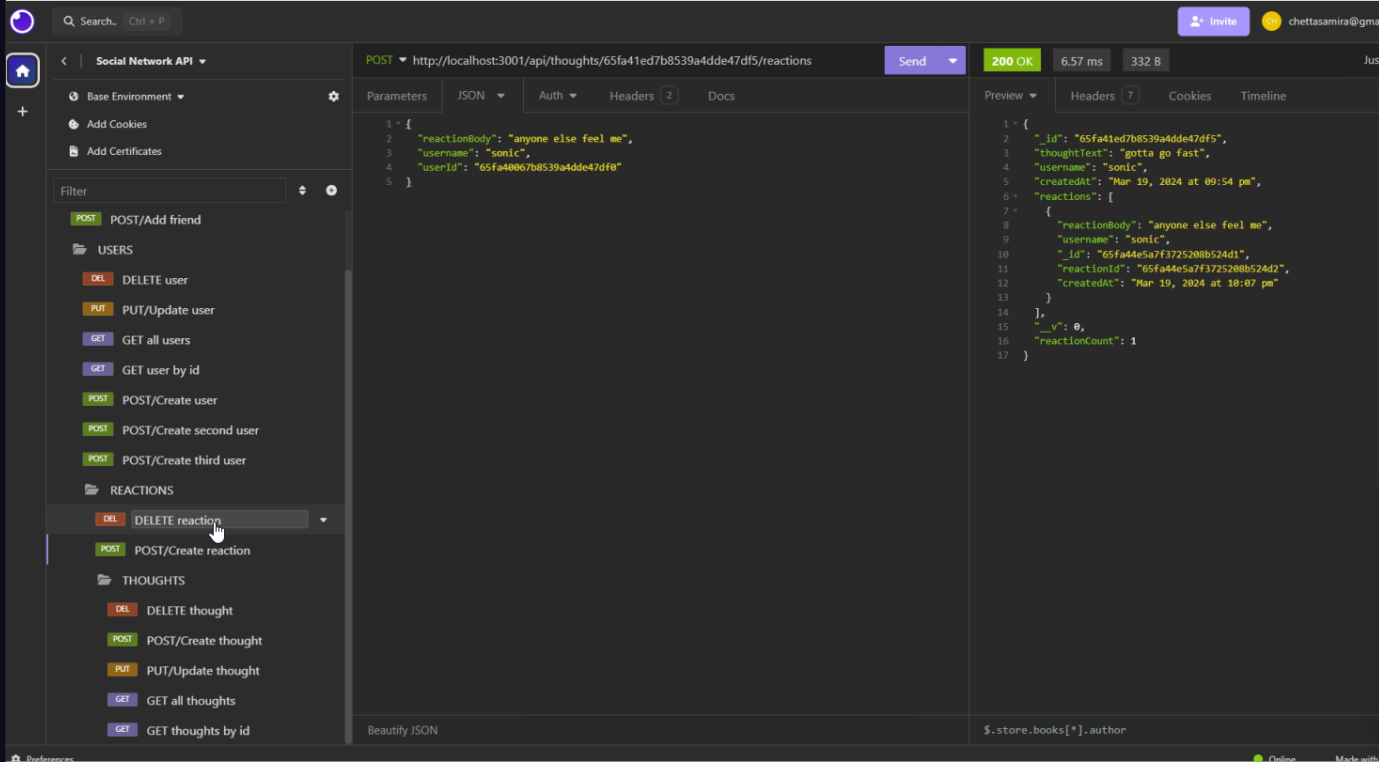 Search.. Ctrl + P
Invite
CH
chettasamira@gma
Social Network API
Base Environment
Add Cookies
Add Certificates
Filter
POST POST/Add friend
USERS
DEL DELETE user
PUT PUT/Update user
GET GET all users
GET GET user by id
POST POST/Create user
POST POST/Create second user
POST POST/Create third user
REACTIONS
DEL DELETE reaction
POST POST/Create reaction
THOUGHTS
DEL DELETE thought
POST POST/Create thought
PUT PUT/Update thought
GET GET all thoughts
GET GET thoughts by id
Preferences
POST http://localhost:3001/api/thoughts/65fa41ed7b8539a4dde47df5/reactions Send
Parameters JSON Auth Headers 2 Docs
1 {
2 "reactionBody": "anyone else feel me",
3 "username": "sonic",
4 "userId": "65fa40067b8539a4dde47df0"
5 }
Beautify JSON
200 OK 6.57 ms 332 B Jus
Preview Headers 7 Cookies Timeline
1 {
2 "_id": "65fa41ed7b8539a4dde47df5",
3 "thoughtText": "gotta go fast",
4 "username": "sonic",
5 "createdAt": "Mar 19, 2024 at 09:54 pm",
6 "reactions": [
7 {
8 "reactionBody": "anyone else feel me",
9 "username": "sonic",
10 "_id": "65fa44e5a7f3725208b524d1",
11 "reactionId": "65fa44e5a7f3725208b524d2",
12 "createdAt": "Mar 19, 2024 at 10:07 pm"
13 }
14 ],
15 "__v": 0,
16 "reactionCount": 1
17 }
$.store.books[*].author
Online Made with